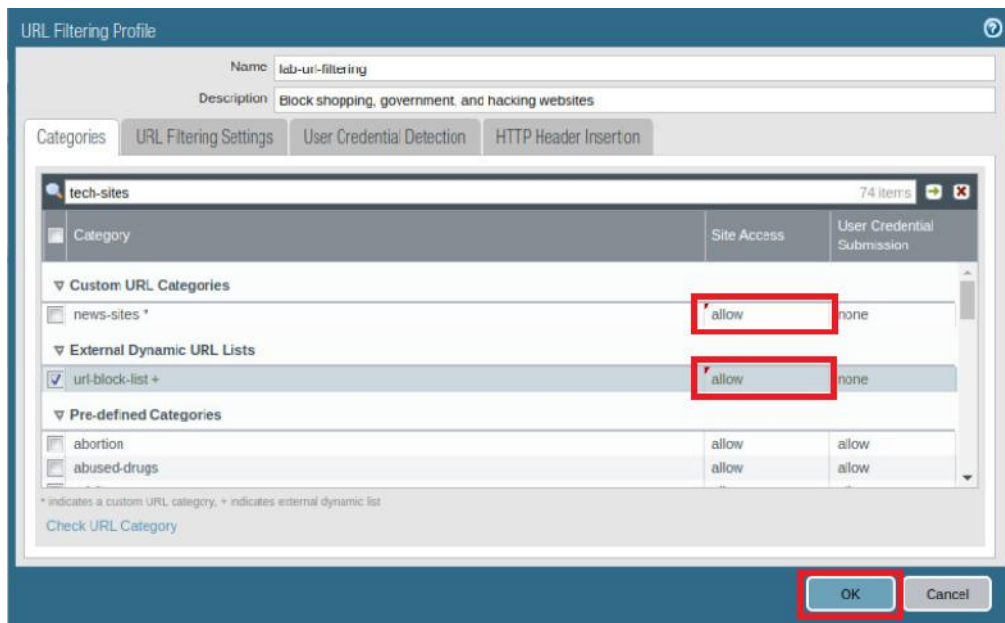 URL Filtering Profile
Name lab-url-filtering
Description Block shopping, government, and hacking websites
Categories URL Filtering Settings User Credential Detection HTTP Header Insertion
tech-sites 74 items
Category Site Access User Credential Submission
Custom URL Categories
news-sites * allow none
External Dynamic URL Lists
url-block-list + allow none
Pre-defined Categories
abortion allow allow
abused-drugs allow allow
* indicates a custom URL category, + indicates external dynamic list
Check URL Category
OK Cancel